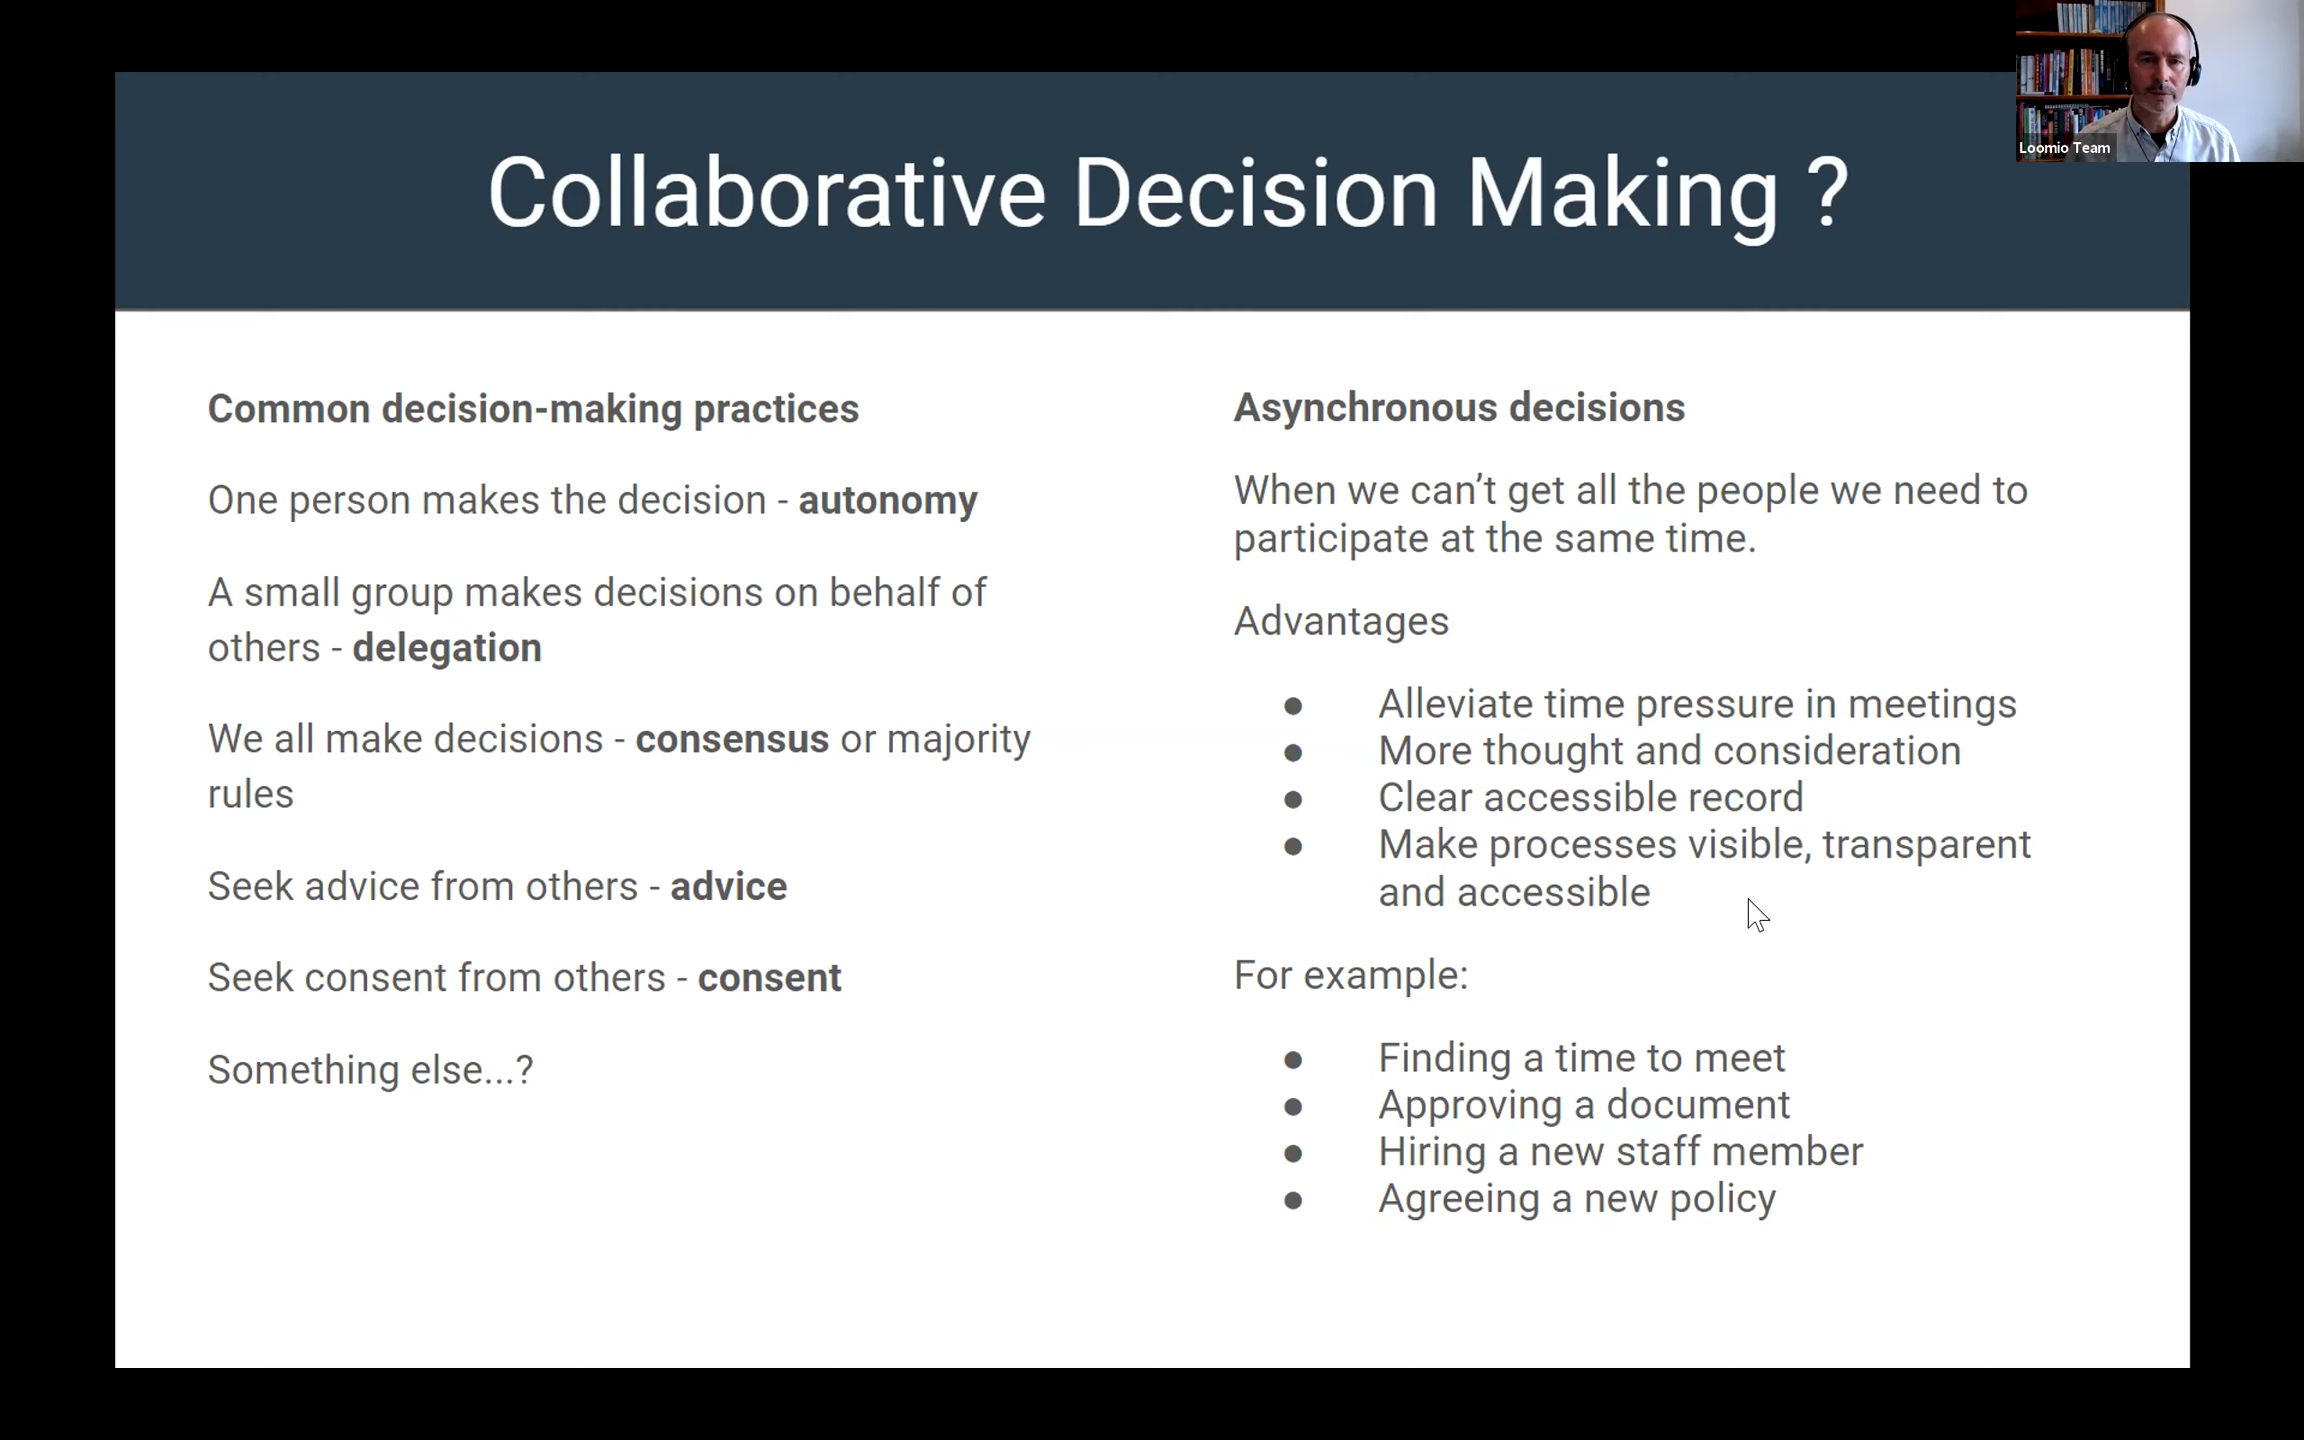 Loomio Team
Collaborative Decision Making ?
Common decision-making practices
One person makes the decision - autonomy
A small group makes decisions on behalf of
others - delegation
We all make decisions - consensus or majority
rules
Seek advice from others - advice
Seek consent from others - consent
Something else...?
Asynchronous decisions
When we can’t get all the people we need to
participate at the same time.
Advantages
● Alleviate time pressure in meetings
● More thought and consideration
● Clear accessible record
● Make processes visible, transparent
and accessible
For example:
● Finding a time to meet
● Approving a document
● Hiring a new staff member
● Agreeing a new policy